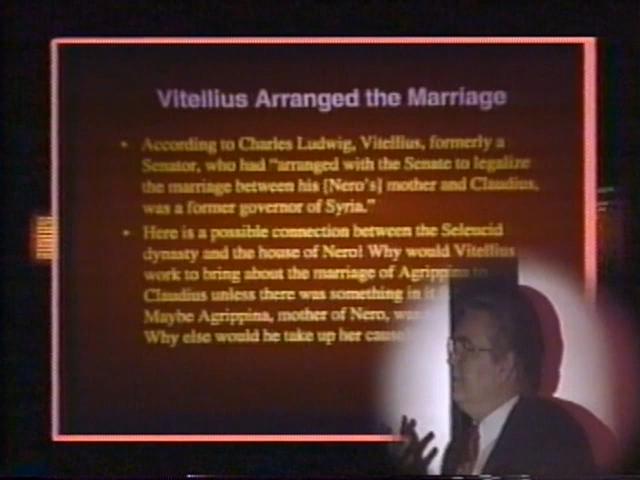 Vitellius Arranged the Marriage
• According to Charles Ludwig, Vitellius, formerly a
Senator, who had "arranged with the Senate to legalize
the marriage between his [Nero's] mother and Claudius,
was a former governor of Syria."
• Here is a possible connection between the Seleucid
dynasty and the house of Nero! Why would Vitellius
work to bring about the marriage of Agrippina to
Claudius unless there was something in it
Maybe Agrippina, mother of Nero,
Why else would he take up her cause